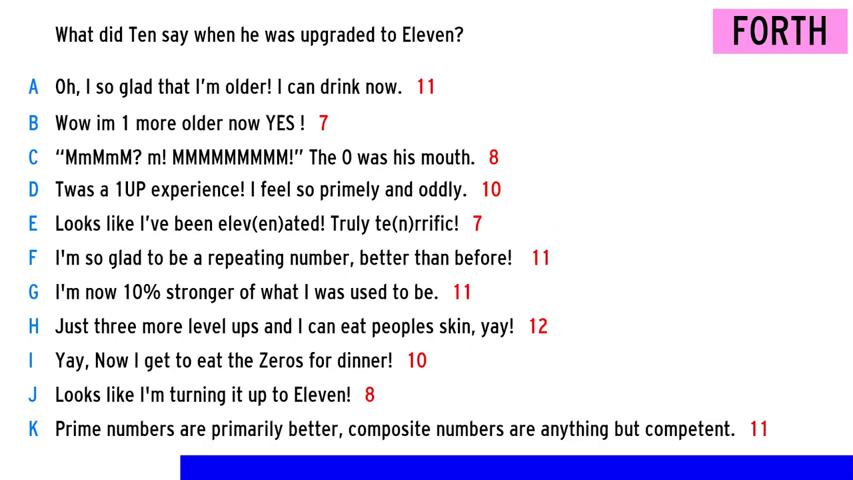 What did Ten say when he was upgraded to Eleven?
FORTH
A Oh, I so glad that I’m older! I can drink now. 11
B Wow im 1 more older now YES ! 7
C “MmMmM? m! MMMMMMMMM!” The 0 was his mouth. 8
D Twas a 1UP experience! I feel so primely and oddly. 10
E Looks like I’ve been elev(en)ated! Truly te(n)rrific! 7
F I'm so glad to be a repeating number, better than before! 11
G I'm now 10% stronger of what I was used to be. 11
H Just three more level ups and I can eat peoples skin, yay! 12
I Yay, Now I get to eat the Zeros for dinner! 10
J Looks like I'm turning it up to Eleven! 8
K Prime numbers are primarily better, composite numbers are anything but competent. 11